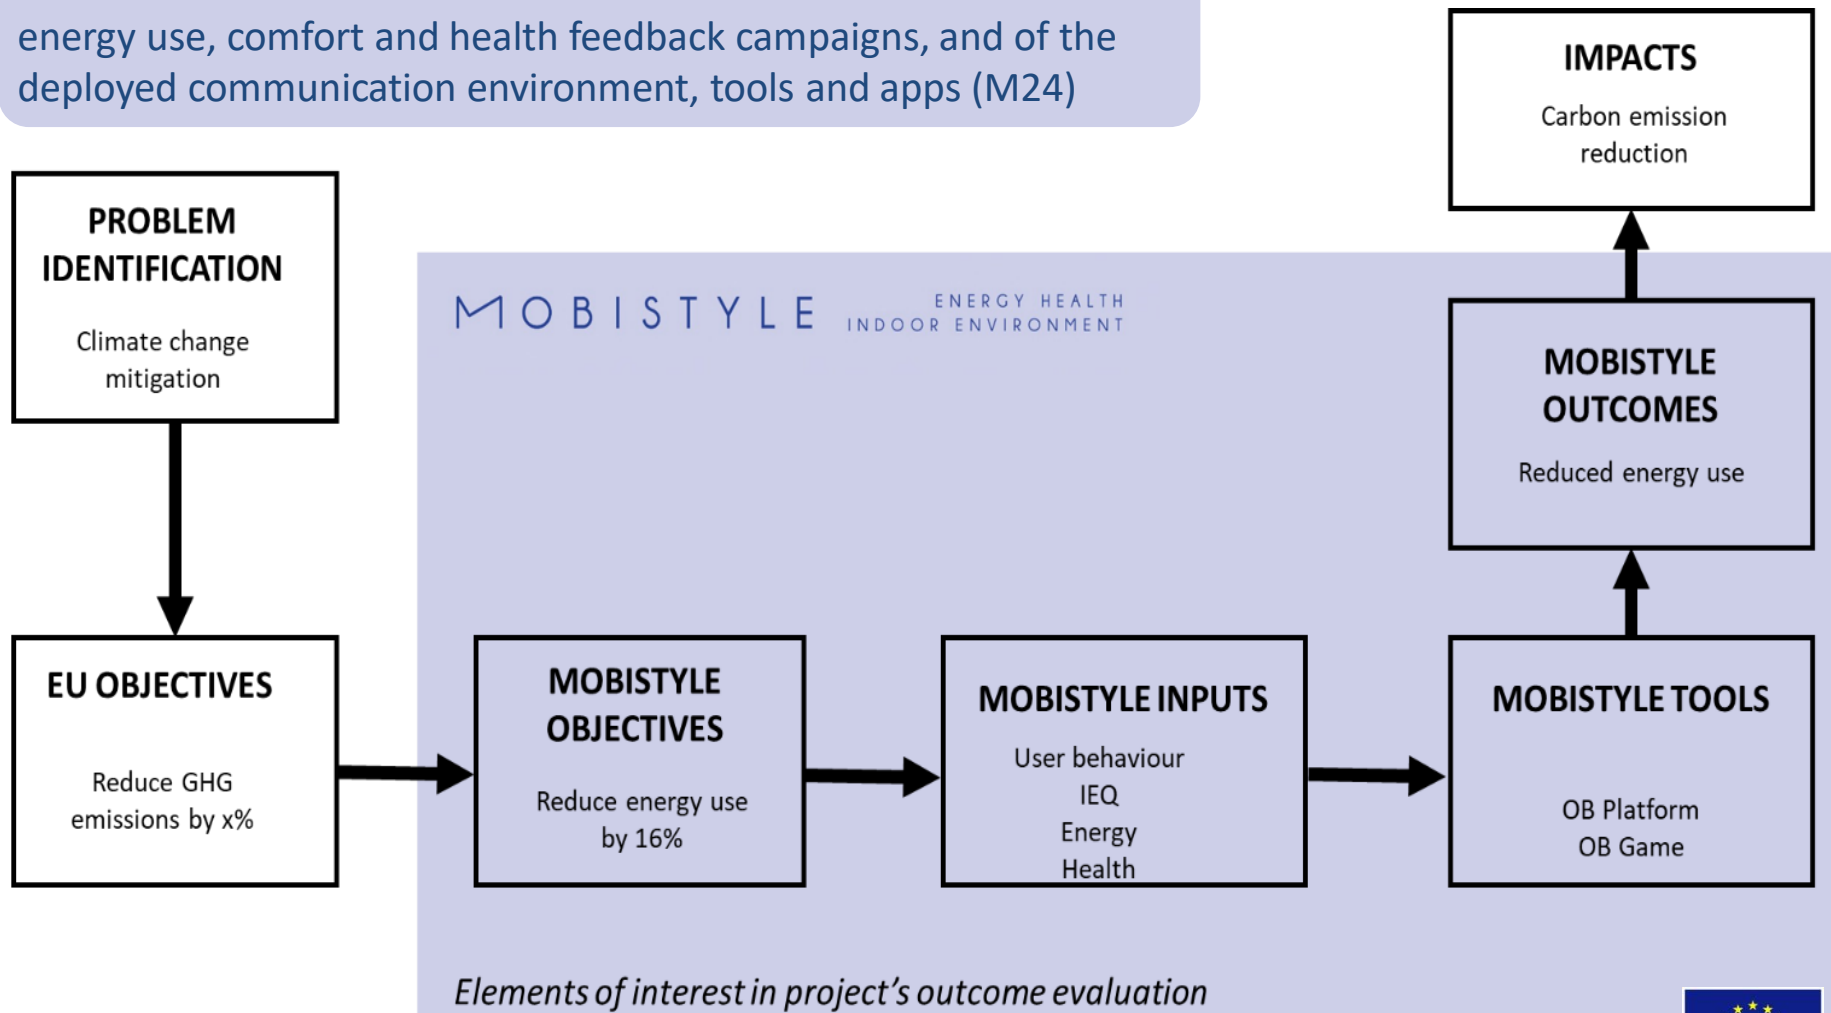 energy use, comfort and health feedback campaigns, and of the
deployed communication environment, tools and apps (M24)
PROBLEM
IDENTIFICATION
Climate change
mitigation
EU OBJECTIVES
Reduce GHG
emissions by x%
MOBISTYLE
ENERGY HEALTH
INDOOR ENVIRONMENT
MOBISTYLE
OBJECTIVES
Reduce energy use
by 16%
MOBISTYLE INPUTS
User behaviour
IEQ
Energy
Health
MOBISTYLE TOOLS
OB Platform
OB Game
MOBISTYLE
OUTCOMES
Reduced energy use
IMPACTS
Carbon emission
reduction
Elements of interest in project's outcome evaluation